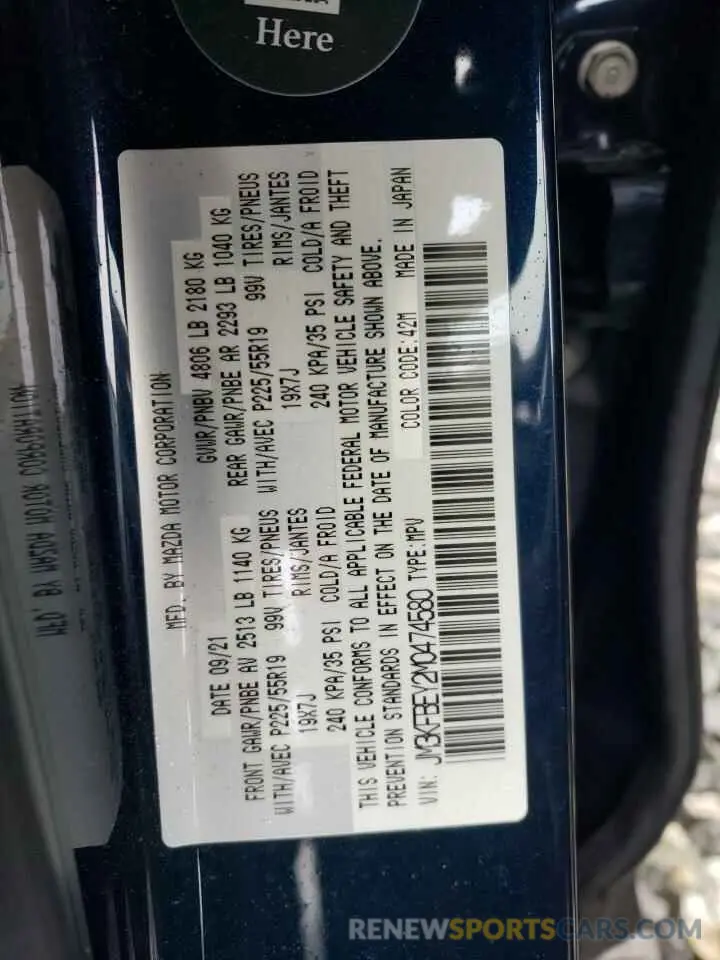 Here
MFD. BY MAZDA MOTOR CORPORATION
DATE 09/21
GVWR/PNBV 4806 LB 2180 KG
FRONT GAWR/PNBE AV 2513 LB 1140 KG
REAR GAWR/PNBE AR 2293 LB 1040 KG
WITH/AVEC P225/55R19 99V TIRES/PNEUS
WITH/AVEC P225/55R19 99V TIRES/PNEUS
19X7J RIMS/JANTES
19X7J RIMS/JANTES
240 KPA/35 PSI COLD/A FROID
240 KPA/35 PSI COLD/A FROID
THIS VEHICLE CONFORMS TO ALL APPLICABLE FEDERAL MOTOR VEHICLE SAFETY AND THEFT
PREVENTION STANDARDS IN EFFECT ON THE DATE OF MANUFACTURE SHOWN ABOVE.
VIN: JM3KFBEY2M0474580 TYPE:MPV COLOR CODE:42M MADE IN JAPAN
RENEWSPORTSCARS.COM